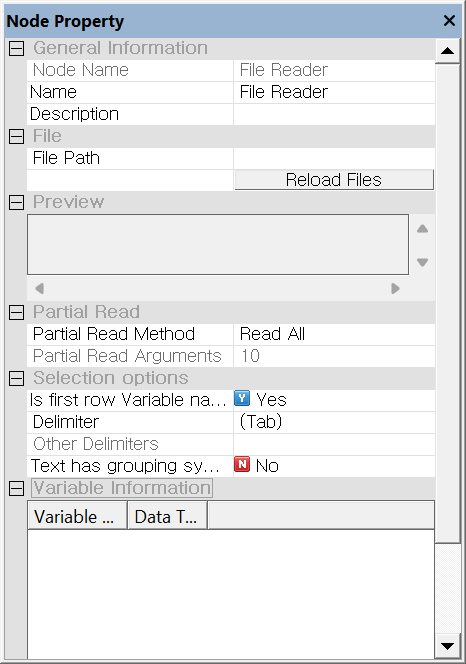 Node Property
General Information
Node Name File Reader
Name File Reader
Description
File
File Path
Reload Files
Preview
Partial Read
Partial Read Method Read All
Partial Read Arguments 10
Selection options
Is first row Variable na... Y Yes
Delimiter (Tab)
Other Delimiters
Text has grouping sy... N No
Variable Information
Variable ... Data T...